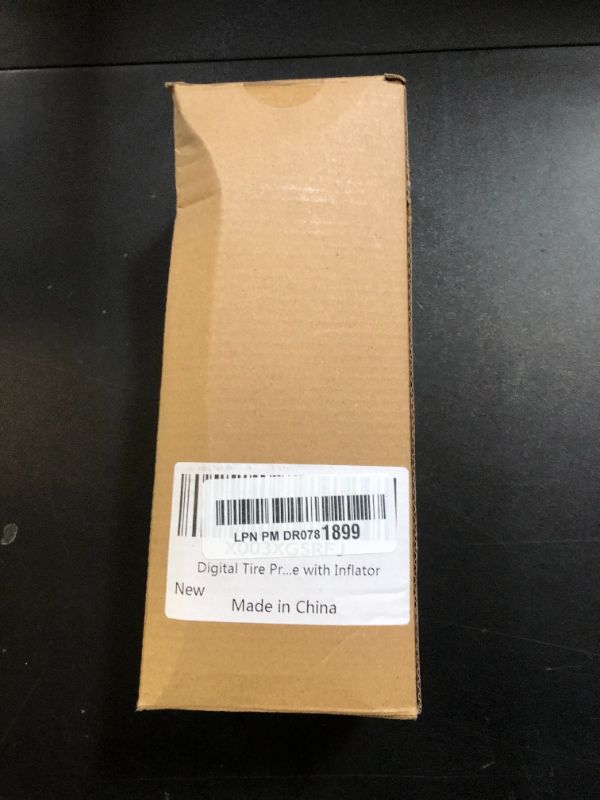 LPN PM DR0781899
Digital Tire Pr...e with Inflator
New
Made in China